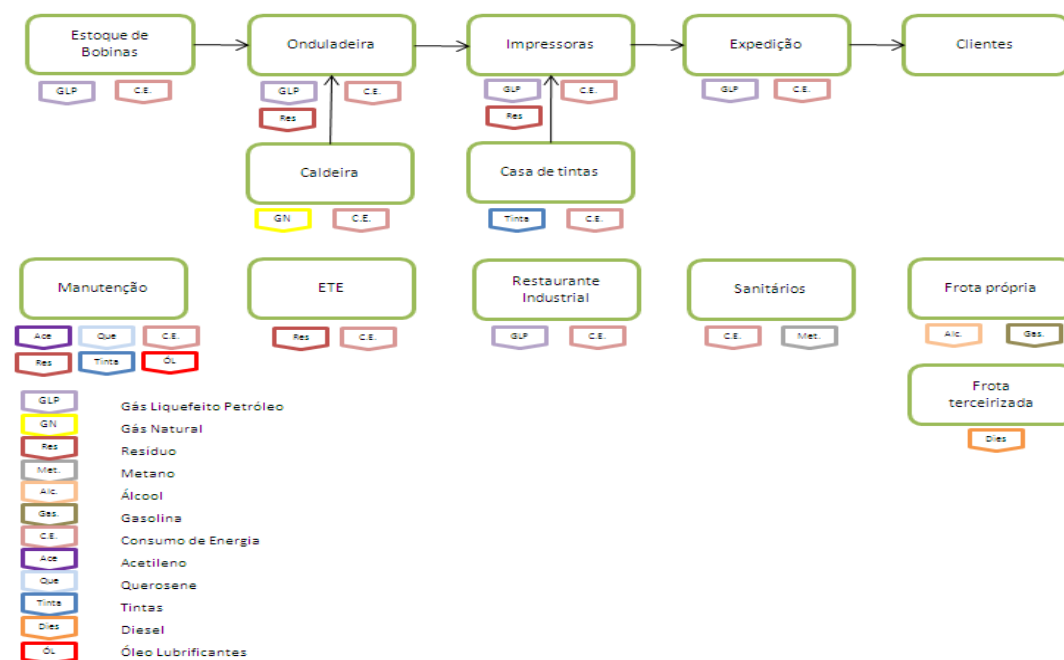 Estoque de
Bobinas
Onduladeira
Impressoras
Expedição
Clientes
GLP C.E.
GLP C.E.
Res
GLP C.E.
Res
GLP C.E.
Caldeira
Casa de tintas
GN C.E.
Tinta C.E.
Manutenção
ETE
Restaurante
Industrial
Sanitários
Frota própria
Ace Que C.E.
Res Tinta ÓL
Res C.E.
GLP C.E.
C.E. Met.
Alc. Gas.
Frota
terceirizada
Dies
GLP Gás Liquefeito Petróleo
GN Gás Natural
Res Resíduo
Met. Metano
Alc. Álcool
Gas. Gasolina
C.E. Consumo de Energia
Ace Acetileno
Que Querosene
Tinta Tintas
Dies Diesel
ÓL Óleo Lubrificantes